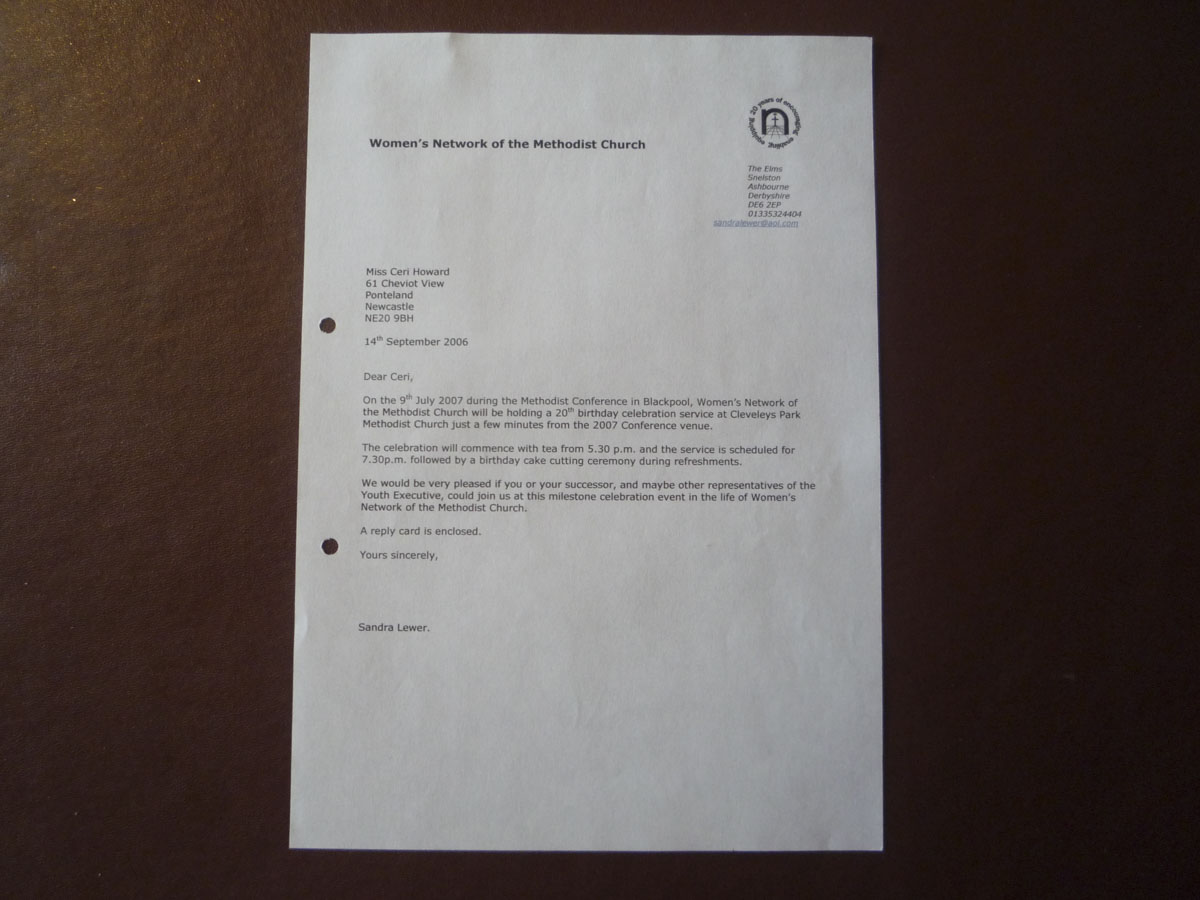 20 years of encouraging enabling equipping
n
Women's Network of the Methodist Church
The Elms
Snelston
Ashbourne
Derbyshire
DE6 2EP
01335324404
sandralewer@aol.com
Miss Ceri Howard
61 Cheviot View
Ponteland
Newcastle
NE20 9BH
14th September 2006
Dear Ceri,
On the 9th July 2007 during the Methodist Conference in Blackpool, Women's Network of
the Methodist Church will be holding a 20th birthday celebration service at Cleveleys Park
Methodist Church just a few minutes from the 2007 Conference venue.
The celebration will commence with tea from 5.30 p.m. and the service is scheduled for
7.30p.m. followed by a birthday cake cutting ceremony during refreshments.
We would be very pleased if you or your successor, and maybe other representatives of the
Youth Executive, could join us at this milestone celebration event in the life of Women's
Network of the Methodist Church.
A reply card is enclosed.
Yours sincerely,
Sandra Lewer.